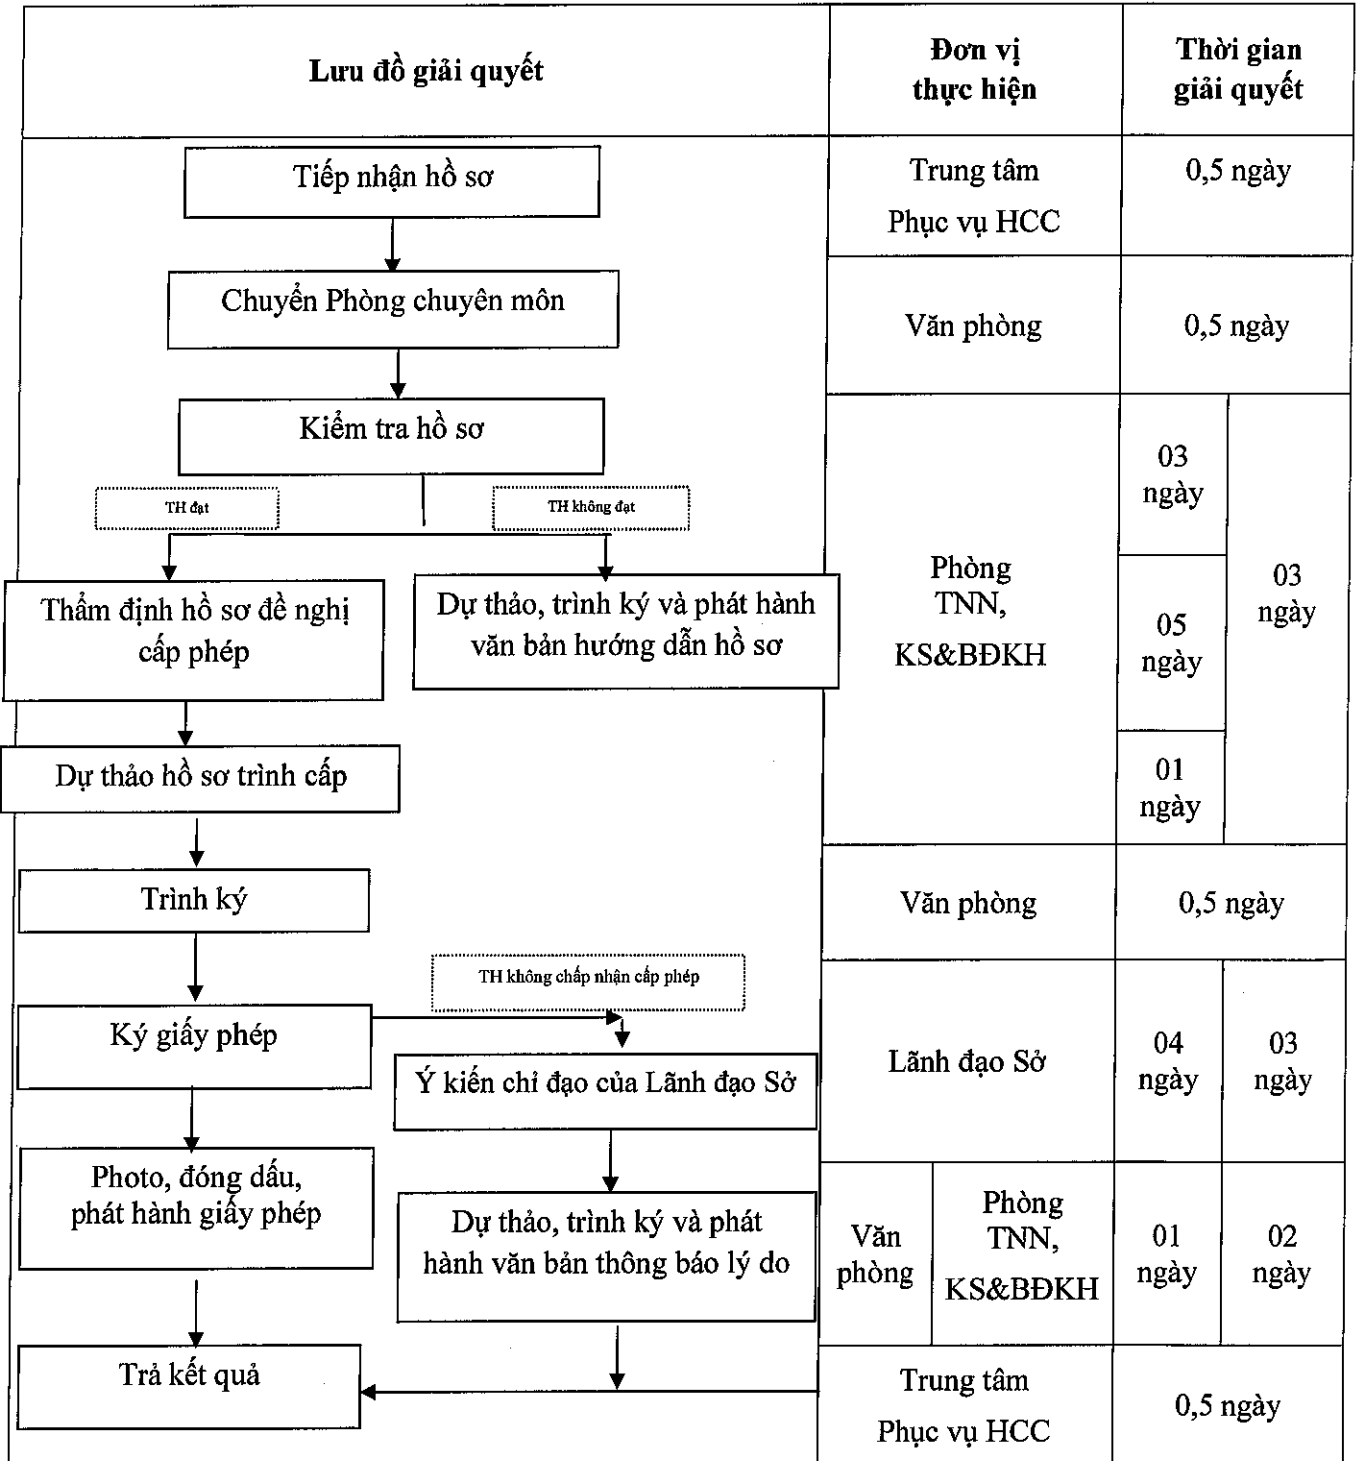 Lưu đồ giải quyết
Đơn vị
thực hiện
Thời gian
giải quyết
Tiếp nhận hồ sơ
Trung tâm
Phục vụ HCC
0,5 ngày
Chuyển Phòng chuyên môn
Văn phòng
0,5 ngày
Kiểm tra hồ sơ
TH đạt
TH không đạt
Thẩm định hồ sơ đề nghị
cấp phép
Dự thảo, trình ký và phát hành
văn bản hướng dẫn hồ sơ
Dự thảo hồ sơ trình cấp
Phòng
TNN,
KS&BĐKH
03
ngày
05
ngày
01
ngày
03
ngày
Trình ký
Văn phòng
0,5 ngày
TH không chấp nhận cấp phép
Ký giấy phép
Ý kiến chỉ đạo của Lãnh đạo Sở
Lãnh đạo Sở
04
ngày
03
ngày
Photo, đóng dấu,
phát hành giấy phép
Dự thảo, trình ký và phát
hành văn bản thông báo lý do
Văn
phòng
Phòng
TNN,
KS&BĐKH
01
ngày
02
ngày
Trả kết quả
Trung tâm
Phục vụ HCC
0,5 ngày